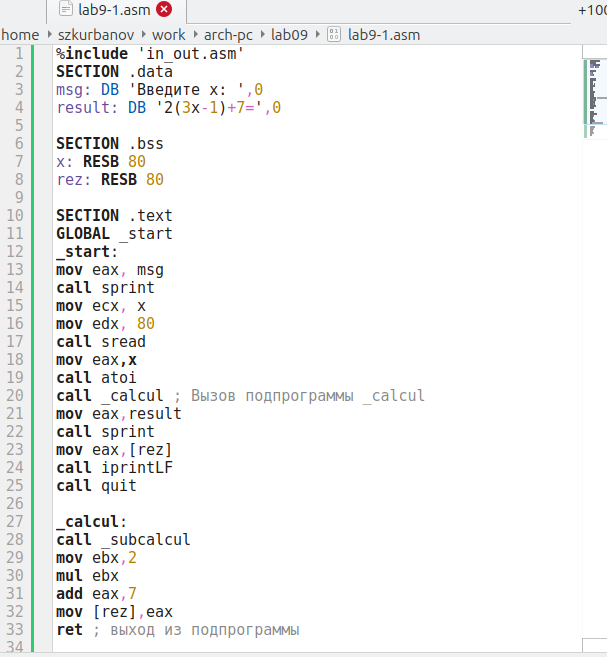 lab9-1.asm
+100
home › szkurbanov › work › arch-pc › lab09 › lab9-1.asm
1 %include 'in_out.asm'
2 SECTION .data
3 msg: DB 'Введите x: ',0
4 result: DB '2(3x-1)+7=',0
5
6 SECTION .bss
7 x: RESB 80
8 rez: RESB 80
9
10 SECTION .text
11 GLOBAL _start
12 _start:
13 mov eax, msg
14 call sprint
15 mov ecx, x
16 mov edx, 80
17 call sread
18 mov eax,x
19 call atoi
20 call _calcul ; Вызов подпрограммы _calcul
21 mov eax,result
22 call sprint
23 mov eax,[rez]
24 call iprintLF
25 call quit
26
27 _calcul:
28 call _subcalcul
29 mov ebx,2
30 mul ebx
31 add eax,7
32 mov [rez],eax
33 ret ; выход из подпрограммы
34